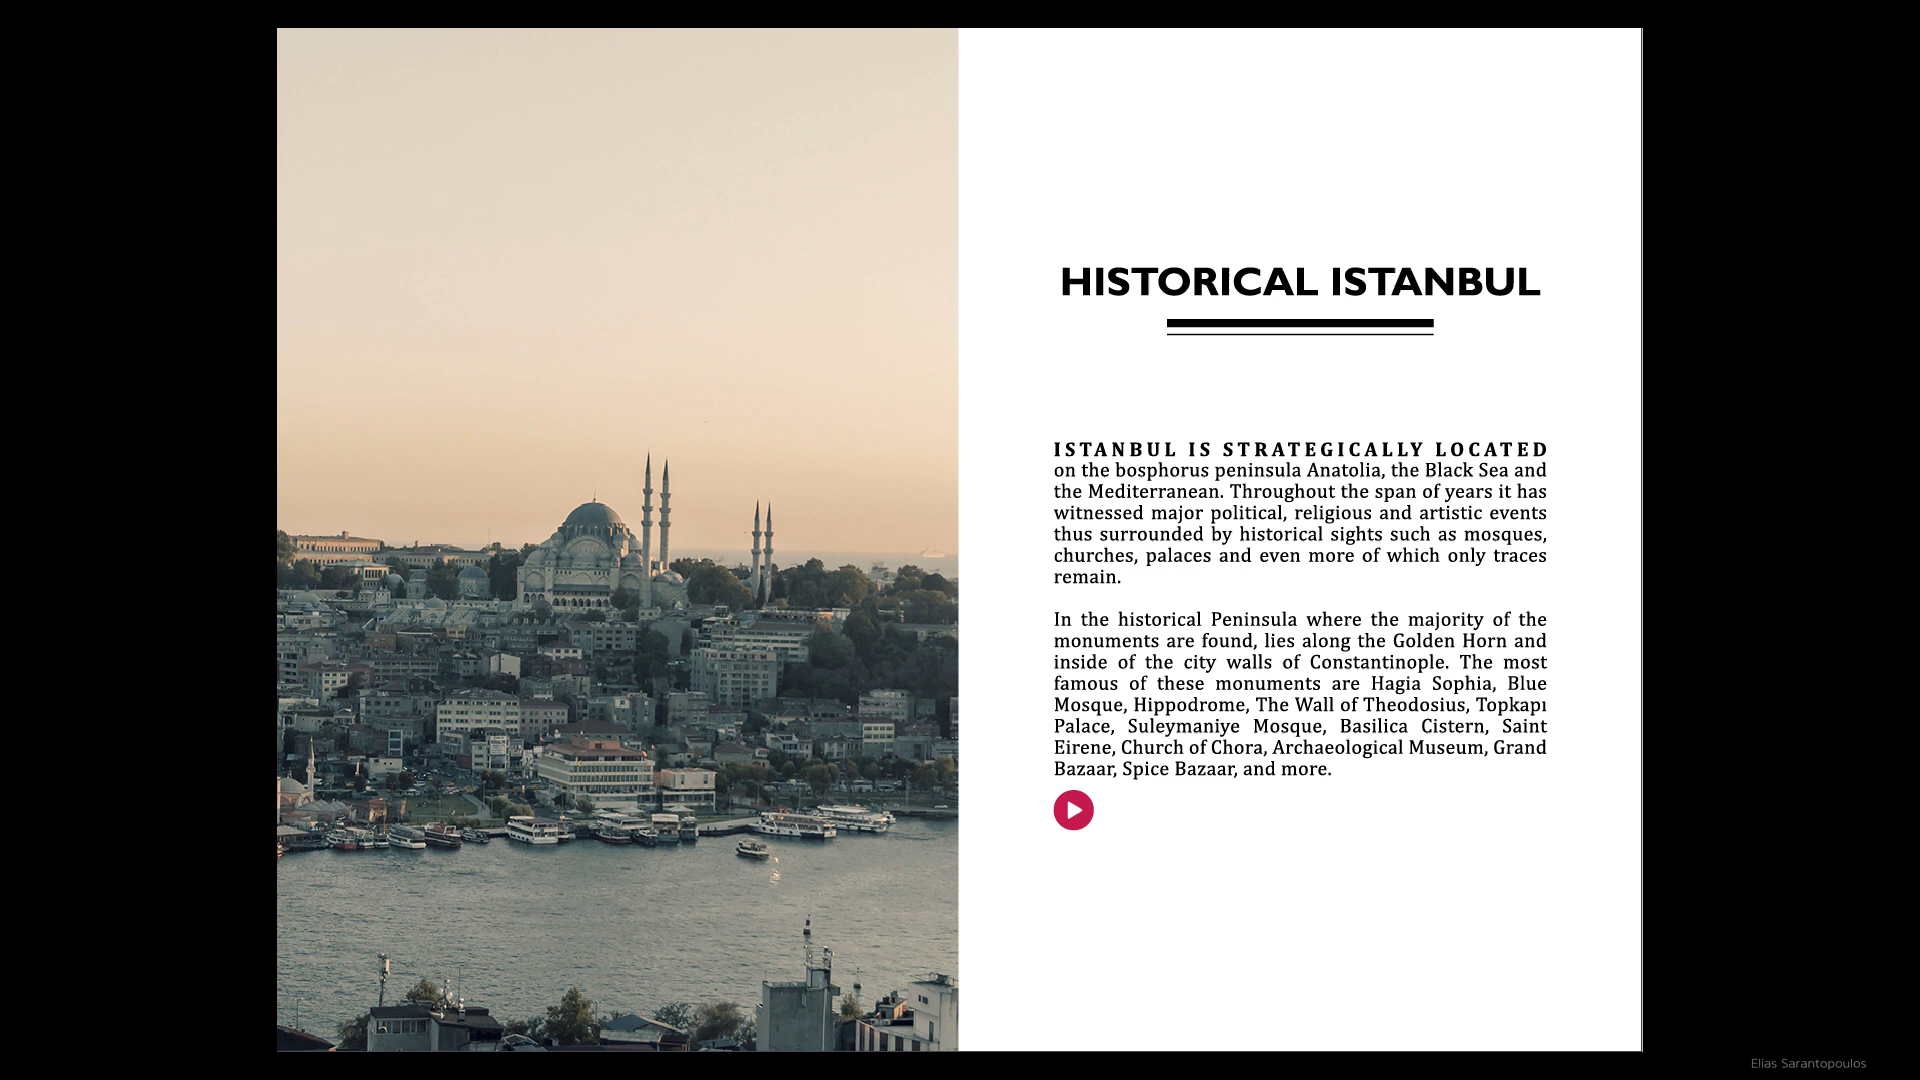 HISTORICAL ISTANBUL
ISTANBUL IS STRATEGICALLY LOCATED
on the bosphorus peninsula Anatolia, the Black Sea and
the Mediterranean. Throughout the span of years it has
witnessed major political, religious and artistic events
thus surrounded by historical sights such as mosques,
churches, palaces and even more of which only traces
remain.
In the historical Peninsula where the majority of the
monuments are found, lies along the Golden Horn and
inside of the city walls of Constantinople. The most
famous of these monuments are Hagia Sophia, Blue
Mosque, Hippodrome, The Wall of Theodosius, Topkapı
Palace, Suleymaniye Mosque, Basilica Cistern, Saint
Eirene, Church of Chora, Archaeological Museum, Grand
Bazaar, Spice Bazaar, and more.
Elias Sarantopoulos